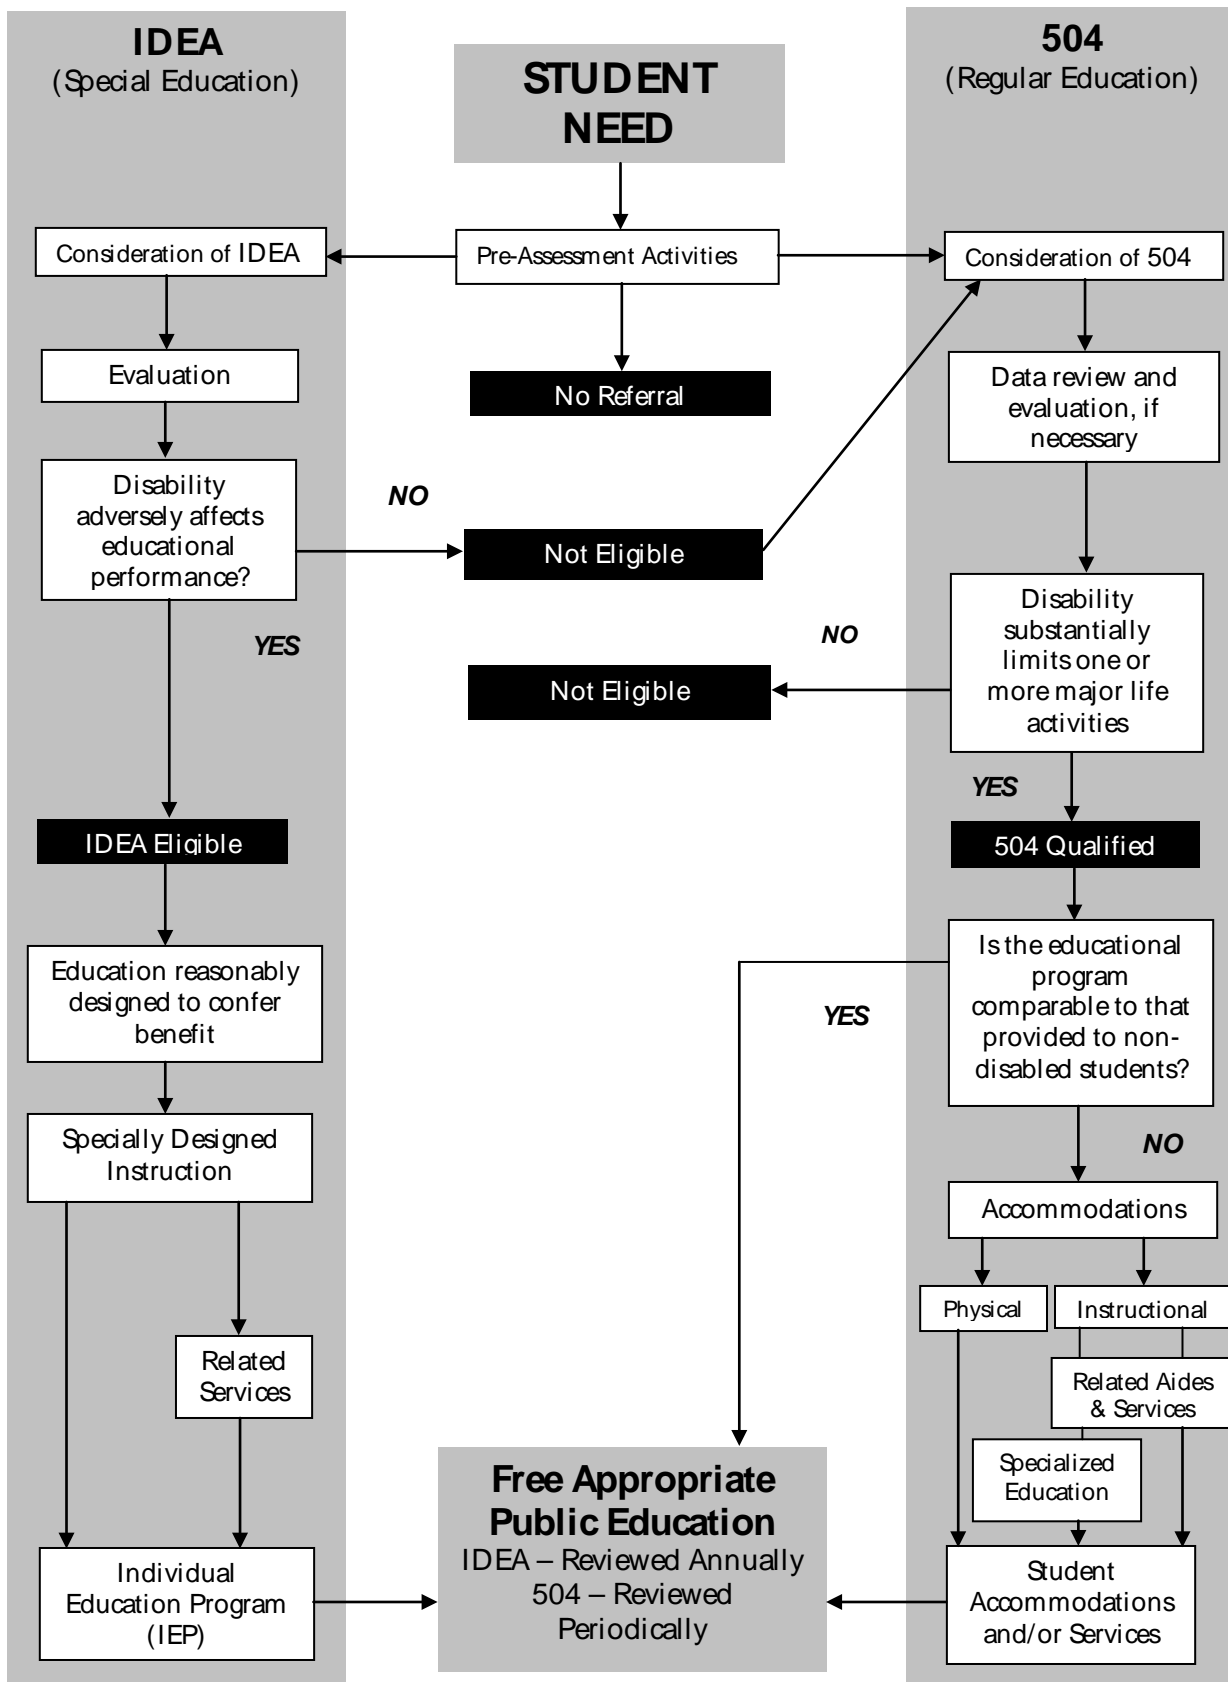 IDEA
(Special Education)
Consideration of IDEA
Evaluation
Disability
adversely affects
educational
performance?
NO
YES
IDEA Eligible
Education reasonably
designed to confer
benefit
Specially Designed
Instruction
Related
Services
Individual
Education Program
(IEP)
STUDENT
NEED
Pre-Assessment Activities
No Referral
Not Eligible
NO
Not Eligible
YES
Free Appropriate
Public Education
IDEA – Reviewed Annually
504 – Reviewed
Periodically
504
(Regular Education)
Consideration of 504
Data review and
evaluation, if
necessary
Disability
substantially
limits one or
more major life
activities
YES
504 Qualified
Is the educational
program
comparable to that
provided to non-
disabled students?
NO
Accommodations
Physical
Instructional
Related Aides
& Services
Specialized
Education
Student
Accommodations
and/or Services